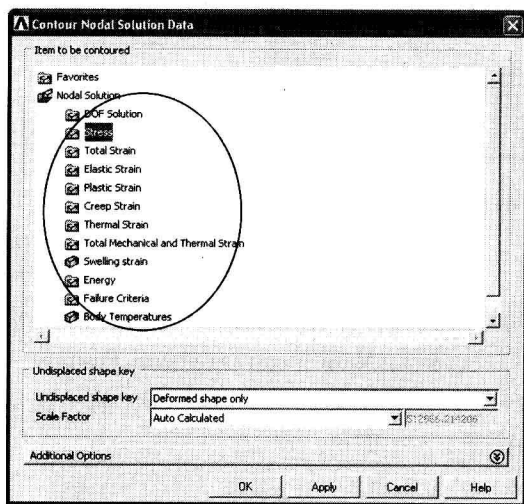 Contour Nodal Solution Data
Item to be contoured
Favorites
Nodal Solution
DOF Solution
Stress
Total Strain
Elastic Strain
Plastic Strain
Creep Strain
Thermal Strain
Total Mechanical and Thermal Strain
Swelling strain
Energy
Failure Criteria
Body Temperatures
Undisplaced shape key
Undisplaced shape key Deformed shape only
Scale Factor Auto Calculated
Additional Options
OK Apply Cancel Help